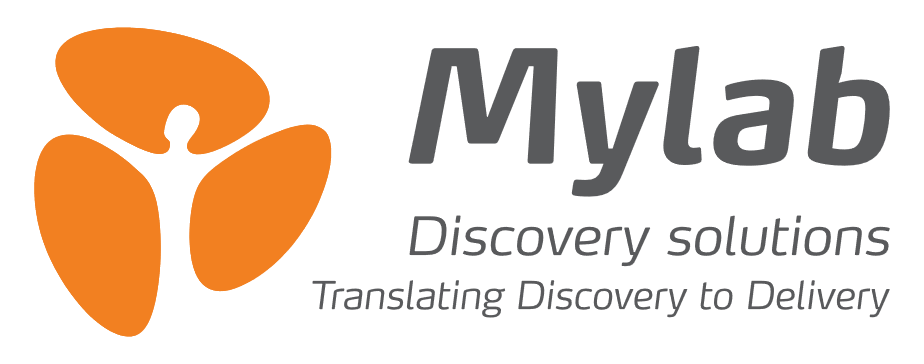 Mylab
Discovery solutions
Translating Discovery to Delivery